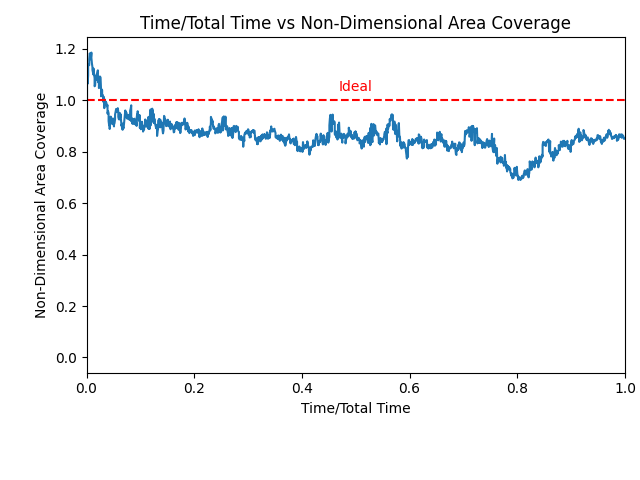 Time/Total Time vs Non-Dimensional Area Coverage
1.2
1.0
0.8
0.6
0.4
0.2
0.0
Non-Dimensional Area Coverage
Ideal
0.0 0.2 0.4 0.6 0.8 1.0
Time/Total Time